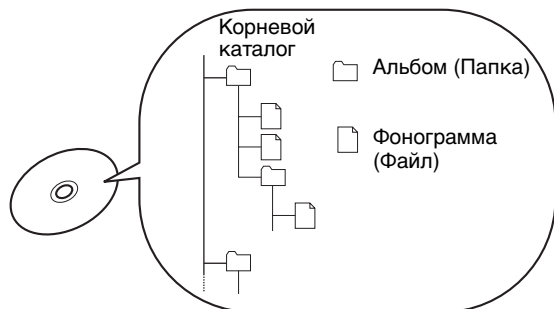 Корневой
каталог
Альбом (Папка)
Фонограмма
(Файл)